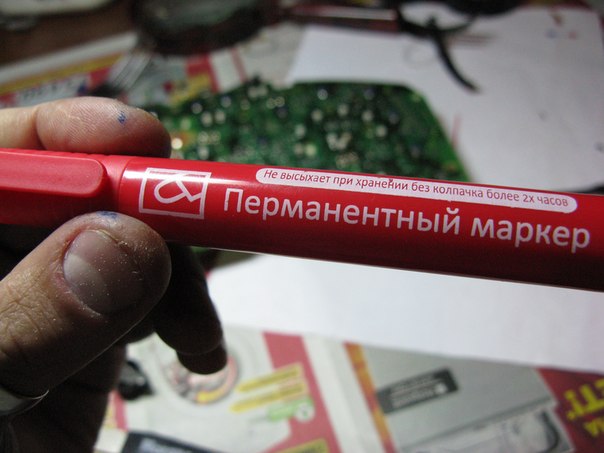 Не высыхает при хранении без колпачка более 2х часов
Перманентный маркер